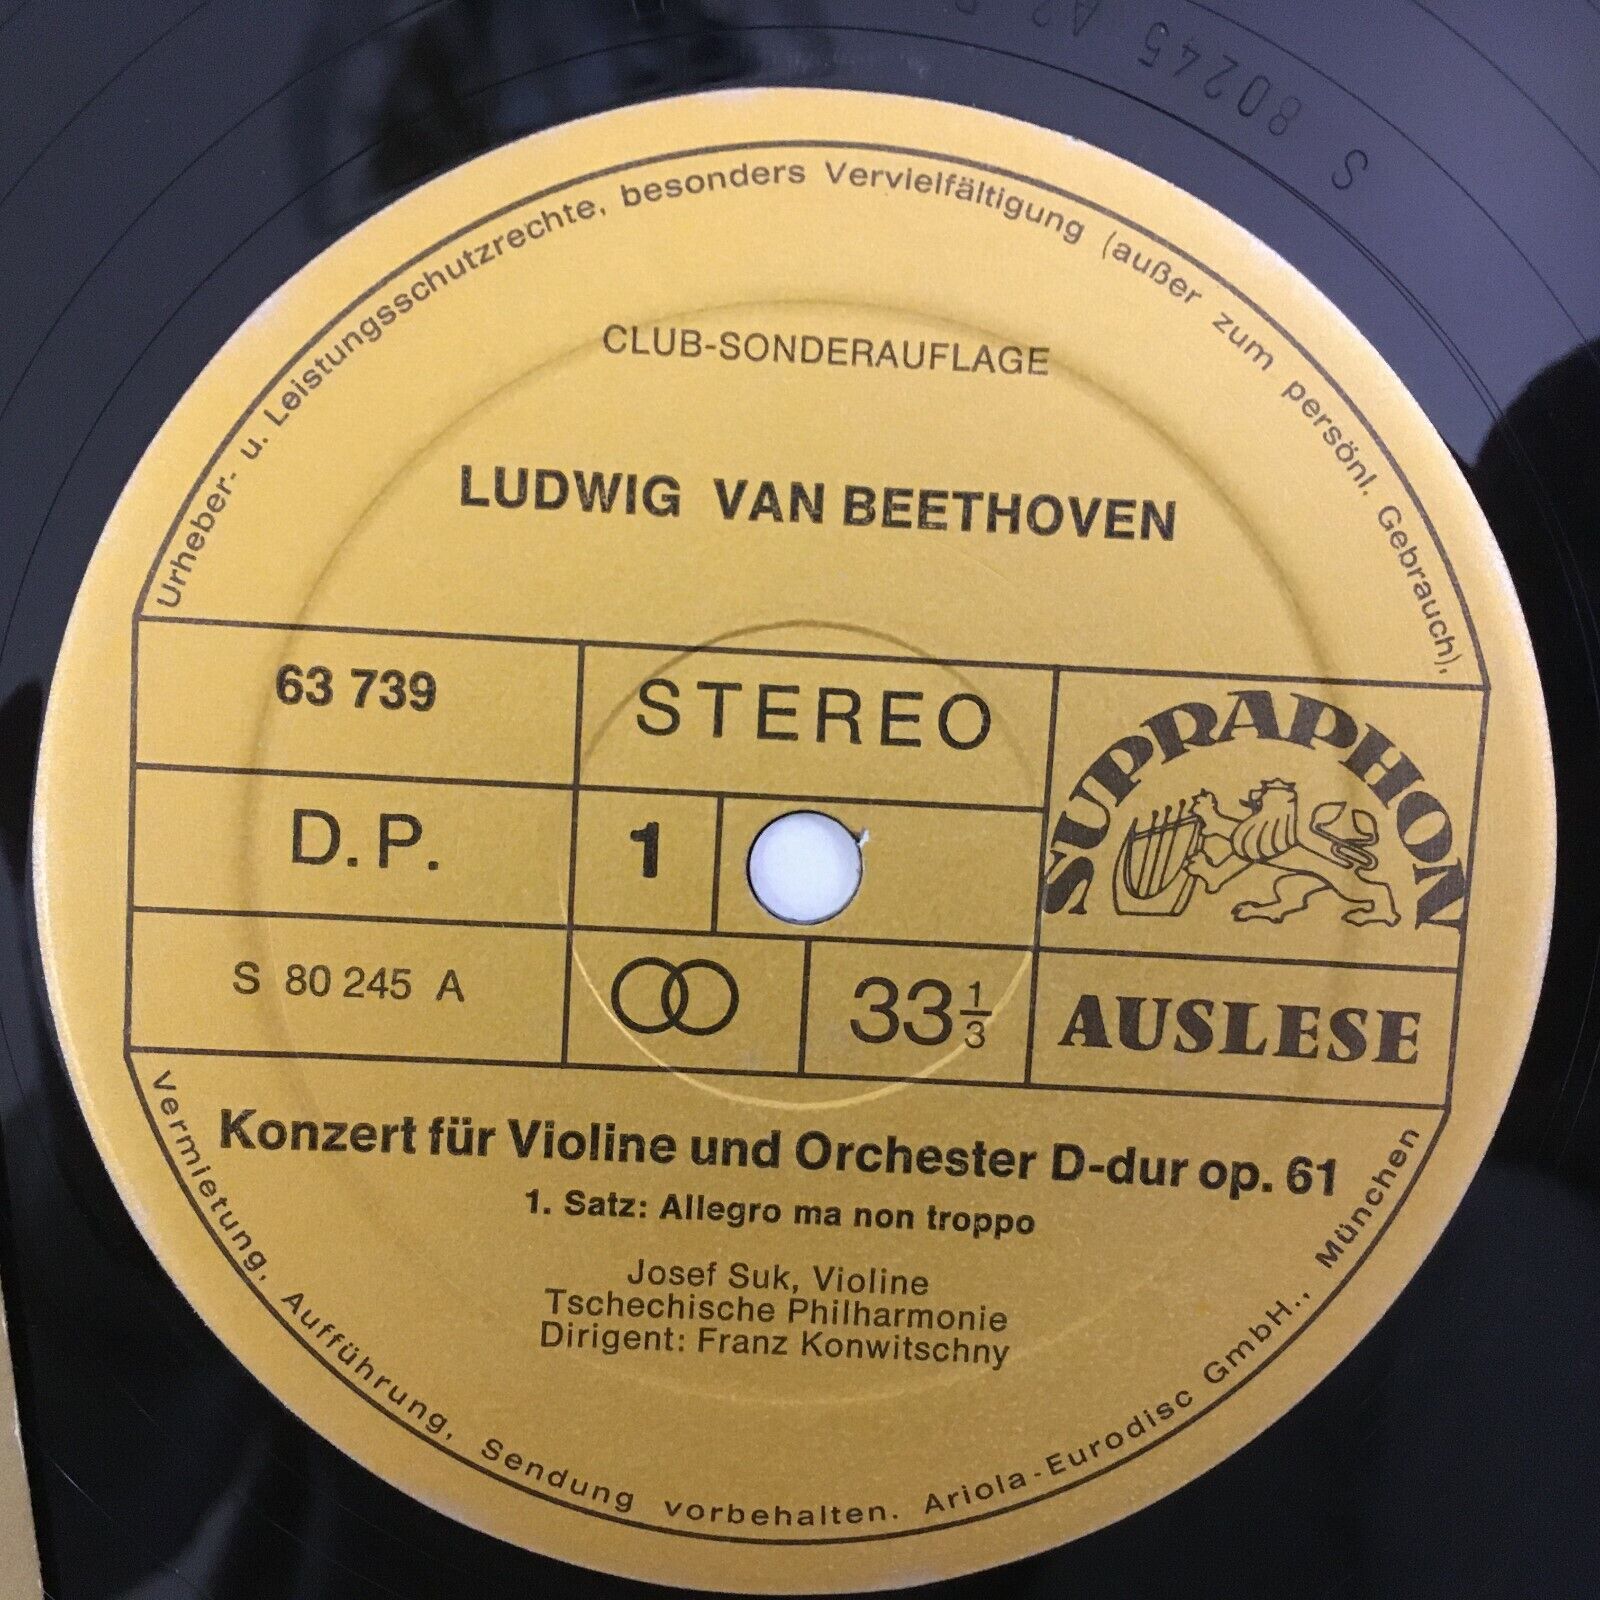 S 80245 A2
Urheber- u. Leistungsschutzrechte, besonders Vervielfältigung (außer zum persönl. Gebrauch),
CLUB-SONDERAUFLAGE
LUDWIG VAN BEETHOVEN
63 739
STEREO
SUPRAPHON
D.P.
1
S 80 245 A
33 1/3
AUSLESE
Konzert für Violine und Orchester D-dur op. 61
1. Satz: Allegro ma non troppo
Josef Suk, Violine
Tschechische Philharmonie
Dirigent: Franz Konwitschny
Vermietung, Aufführung, Sendung vorbehalten. Ariola-Eurodisc GmbH., München